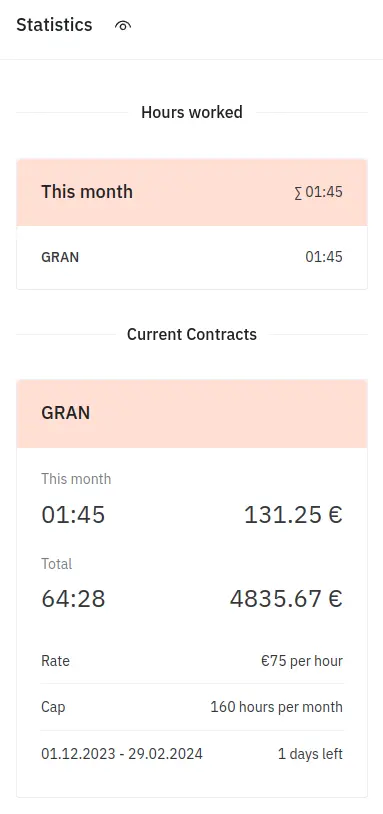 Statistics
Hours worked
This month ∑ 01:45
GRAN 01:45
Current Contracts
GRAN
This month
01:45 131.25 €
Total
64:28 4835.67 €
Rate €75 per hour
Cap 160 hours per month
01.12.2023 - 29.02.2024 1 days left